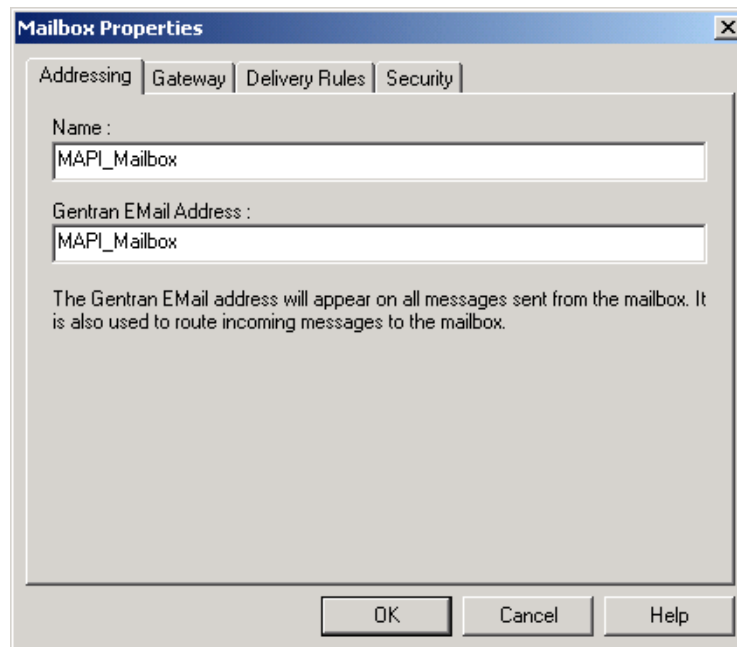 Mailbox Properties
Addressing Gateway Delivery Rules Security
Name :
MAPI_Mailbox
Gentran EMail Address :
MAPI_Mailbox
The Gentran EMail address will appear on all messages sent from the mailbox. It
is also used to route incoming messages to the mailbox.
OK Cancel Help